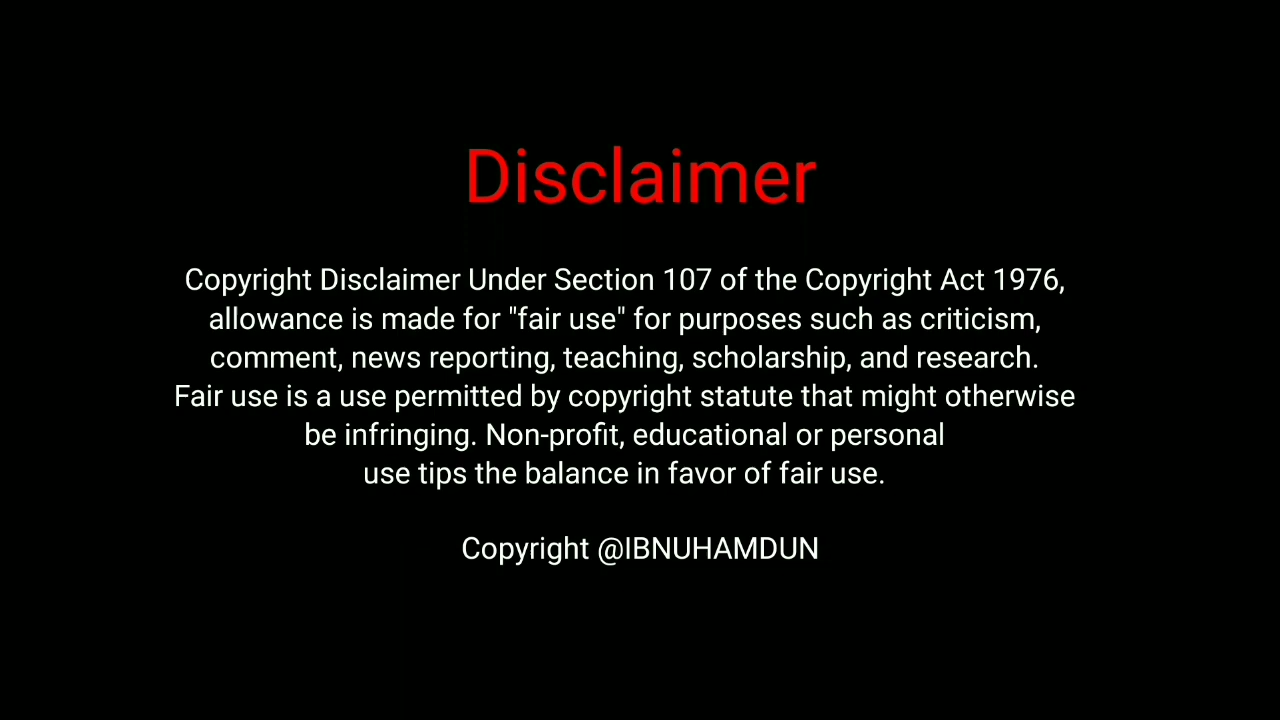 Disclaimer
Copyright Disclaimer Under Section 107 of the Copyright Act 1976,
allowance is made for "fair use" for purposes such as criticism,
comment, news reporting, teaching, scholarship, and research.
Fair use is a use permitted by copyright statute that might otherwise
be infringing. Non-profit, educational or personal
use tips the balance in favor of fair use.
Copyright @IBNUHAMDUN